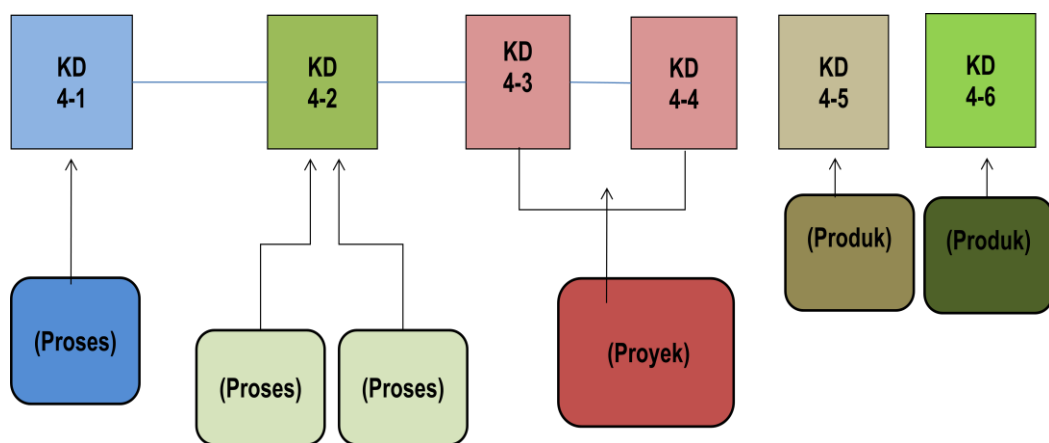 KD
4-1
KD
4-2
KD
4-3
KD
4-4
KD
4-5
KD
4-6
(Proses)
(Proses)
(Proses)
(Proyek)
(Produk)
(Produk)